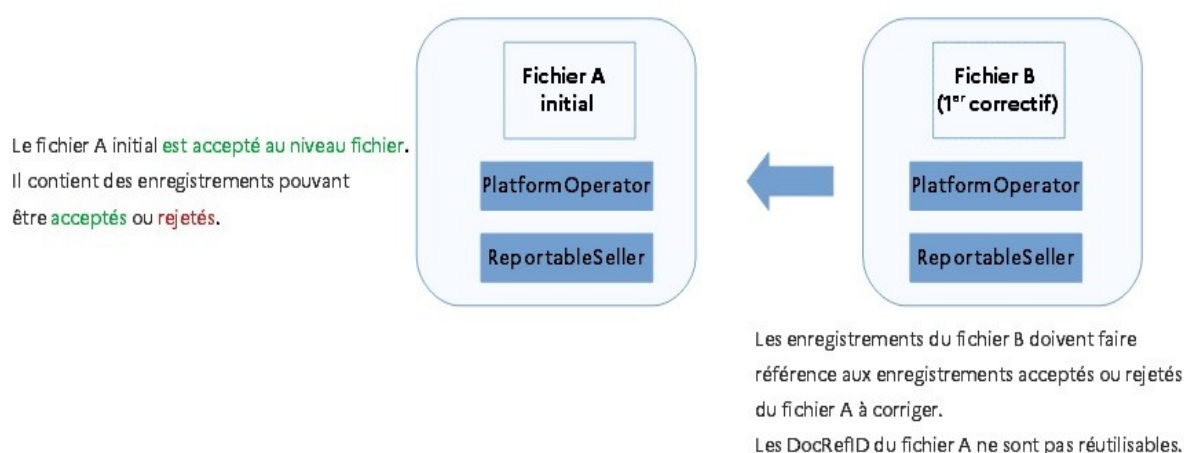 Fichier A
initial
Fichier B
(1er correctif)
Le fichier A initial est accepté au niveau fichier.
Il contient des enregistrements pouvant
être acceptés ou rejetés.
PlatformOperator
PlatformOperator
ReportableSeller
ReportableSeller
Les enregistrements du fichier B doivent faire
référence aux enregistrements acceptés ou rejetés
du fichier A à corriger.
Les DocRefID du fichier A ne sont pas réutilisables.